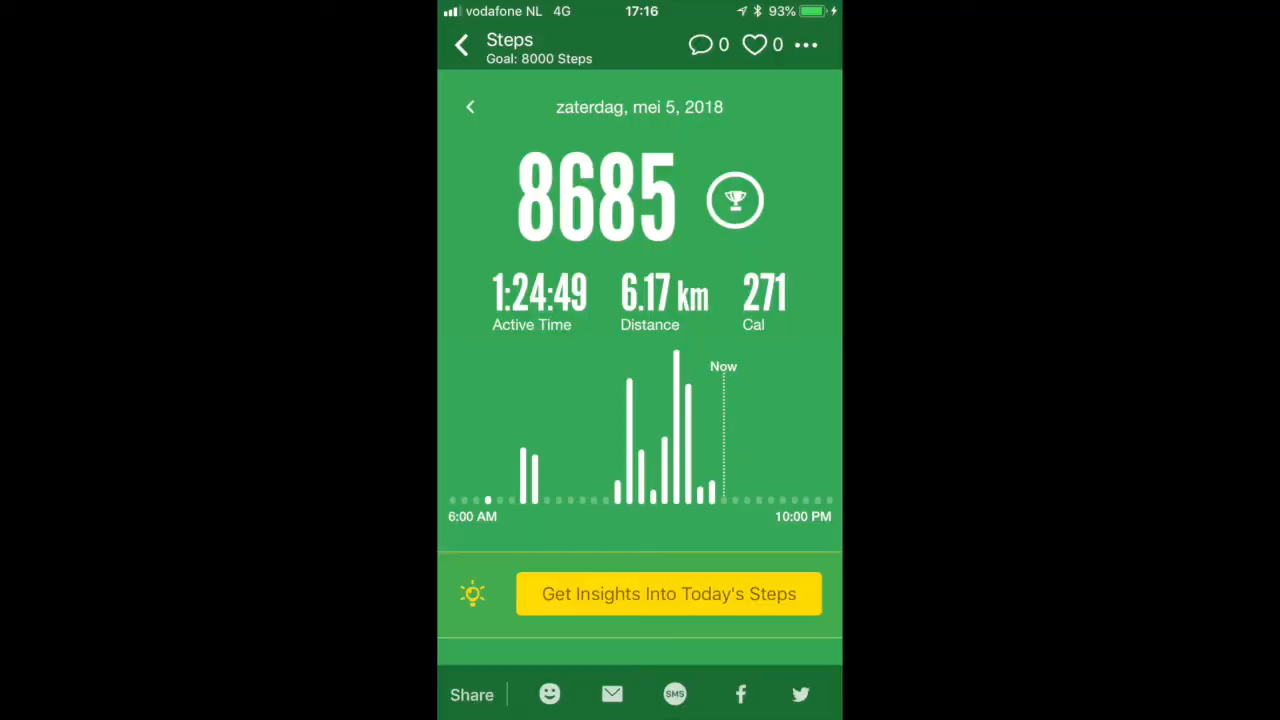 vodafone NL 4G 17:16 93%
Steps
Goal: 8000 Steps
0 0
zaterdag, mei 5, 2018
8685
1:24:49 6.17 km 271
Active Time Distance Cal
Now
6:00 AM 10:00 PM
Get Insights Into Today's Steps
Share SMS